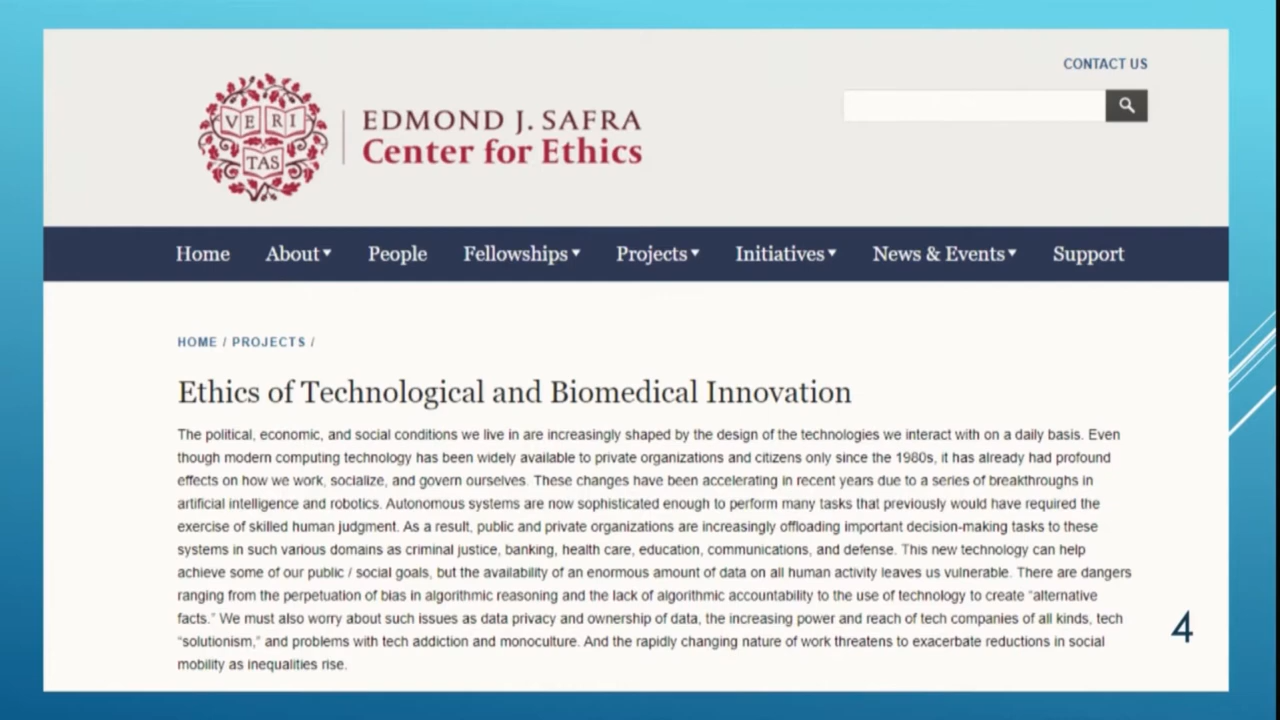 CONTACT US
VE RI
TAS
EDMOND J. SAFRA
Center for Ethics
Home About People Fellowships Projects Initiatives News & Events Support
HOME / PROJECTS /
Ethics of Technological and Biomedical Innovation
The political, economic, and social conditions we live in are increasingly shaped by the design of the technologies we interact with on a daily basis. Even
though modern computing technology has been widely available to private organizations and citizens only since the 1980s, it has already had profound
effects on how we work, socialize, and govern ourselves. These changes have been accelerating in recent years due to a series of breakthroughs in
artificial intelligence and robotics. Autonomous systems are now sophisticated enough to perform many tasks that previously would have required the
exercise of skilled human judgment. As a result, public and private organizations are increasingly offloading important decision-making tasks to these
systems in such various domains as criminal justice, banking, health care, education, communications, and defense. This new technology can help
achieve some of our public / social goals, but the availability of an enormous amount of data on all human activity leaves us vulnerable. There are dangers
ranging from the perpetuation of bias in algorithmic reasoning and the lack of algorithmic accountability to the use of technology to create “alternative
facts.” We must also worry about such issues as data privacy and ownership of data, the increasing power and reach of tech companies of all kinds, tech
“solutionism,” and problems with tech addiction and monoculture. And the rapidly changing nature of work threatens to exacerbate reductions in social
mobility as inequalities rise.
4